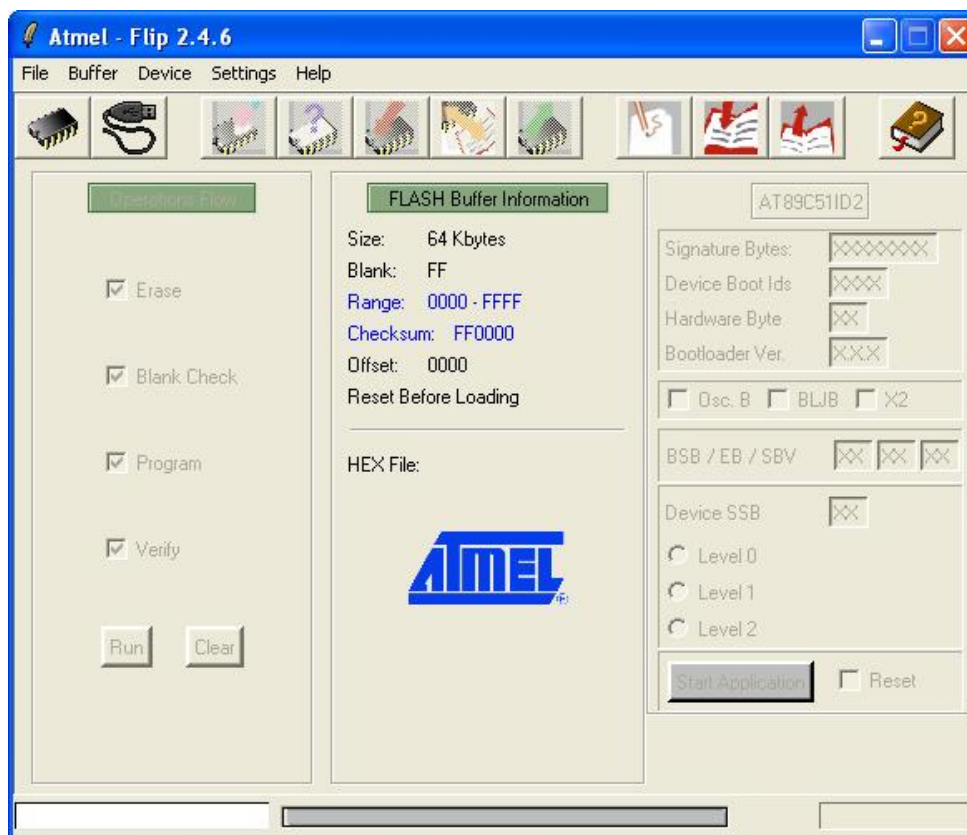 Atmel - Flip 2.4.6
File Buffer Device Settings Help
Operations Flow
Erase
Blank Check
Program
Verify
Run Clear
FLASH Buffer Information
Size: 64 Kbytes
Blank: FF
Range: 0000 - FFFF
Checksum: FF0000
Offset: 0000
Reset Before Loading
HEX File:
ATMEL
AT89C51ID2
Signature Bytes: XXXXXXXX
Device Boot Ids XXXX
Hardware Byte XX
Bootloader Ver. X.X.X
Osc. B BLJB X2
BSB / EB / SBV XX XX XX
Device SSB XX
Level 0
Level 1
Level 2
Start Application Reset